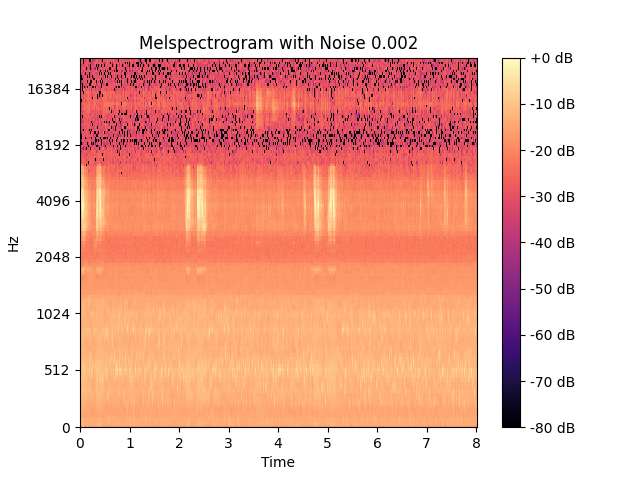 Melspectrogram with Noise 0.002
Hz
16384
8192
4096
2048
1024
512
0
0 1 2 3 4 5 6 7 8
Time
+0 dB
-10 dB
-20 dB
-30 dB
-40 dB
-50 dB
-60 dB
-70 dB
-80 dB